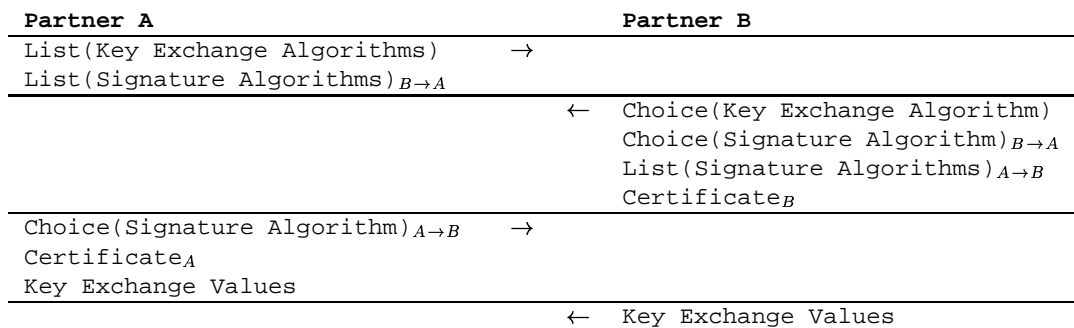 Partner A Partner B
List(Key Exchange Algorithms) →
List(Signature Algorithms)B→A
← Choice(Key Exchange Algorithm)
Choice(Signature Algorithm)B→A
List(Signature Algorithms)A→B
CertificateB
Choice(Signature Algorithm)A→B →
CertificateA
Key Exchange Values
← Key Exchange Values